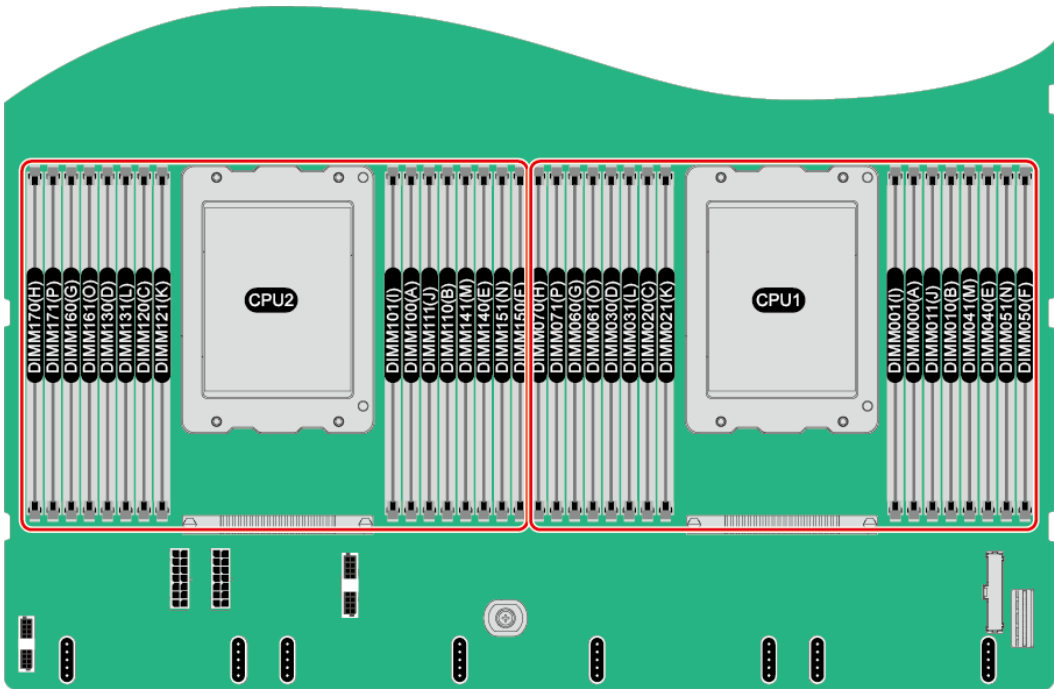 DIMM170(H)
DIMM171(P)
DIMM160(G)
DIMM161(O)
DIMM130(D)
DIMM131(L)
DIMM120(C)
DIMM121(K)
CPU2
DIMM101(I)
DIMM100(A)
DIMM111(J)
DIMM110(B)
DIMM141(M)
DIMM140(E)
DIMM151(N)
DIMM150(F)
DIMM070(H)
DIMM071(P)
DIMM060(G)
DIMM061(O)
DIMM030(D)
DIMM031(L)
DIMM020(C)
DIMM021(K)
CPU1
DIMM001(I)
DIMM000(A)
DIMM011(J)
DIMM010(B)
DIMM041(M)
DIMM040(E)
DIMM051(N)
DIMM050(F)